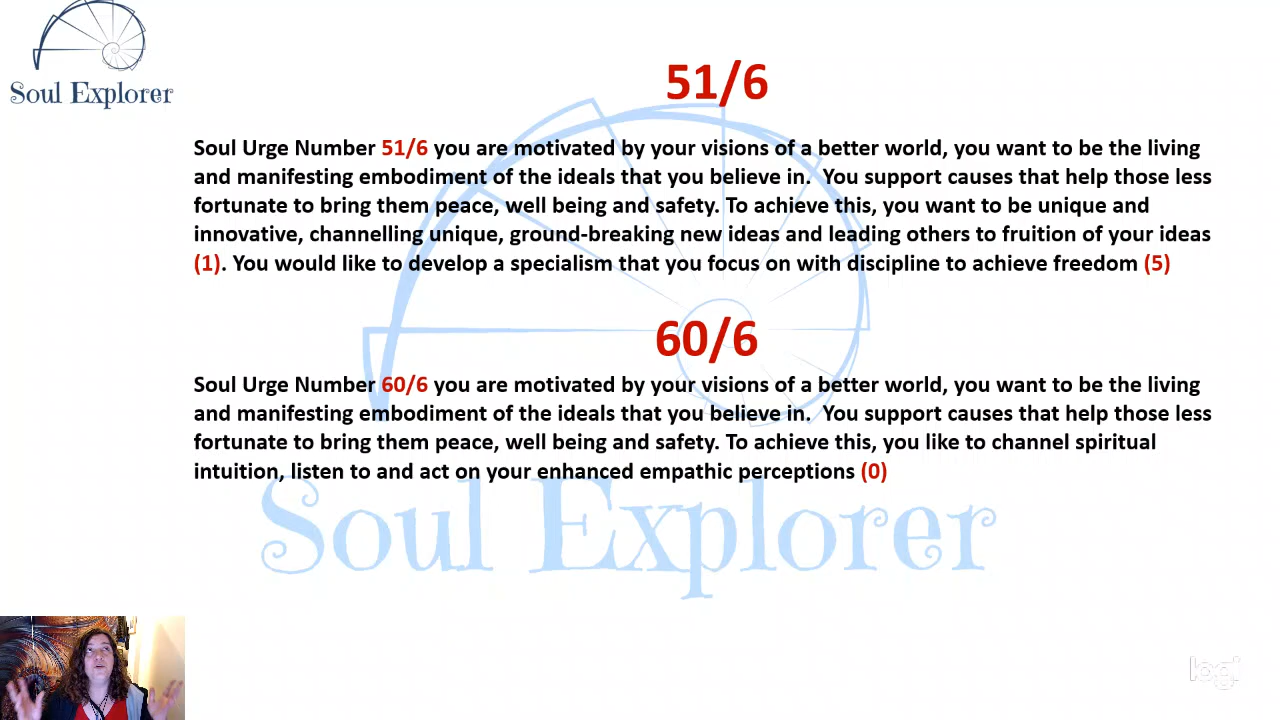 Soul Explorer
51/6
Soul Urge Number 51/6 you are motivated by your visions of a better world, you want to be the living
and manifesting embodiment of the ideals that you believe in.  You support causes that help those less
fortunate to bring them peace, well being and safety. To achieve this, you want to be unique and
innovative, channelling unique, ground-breaking new ideas and leading others to fruition of your ideas
(1). You would like to develop a specialism that you focus on with discipline to achieve freedom (5)
60/6
Soul Urge Number 60/6 you are motivated by your visions of a better world, you want to be the living
and manifesting embodiment of the ideals that you believe in.  You support causes that help those less
fortunate to bring them peace, well being and safety. To achieve this, you like to channel spiritual
intuition, listen to and act on your enhanced empathic perceptions (0)
Soul Explorer
logi